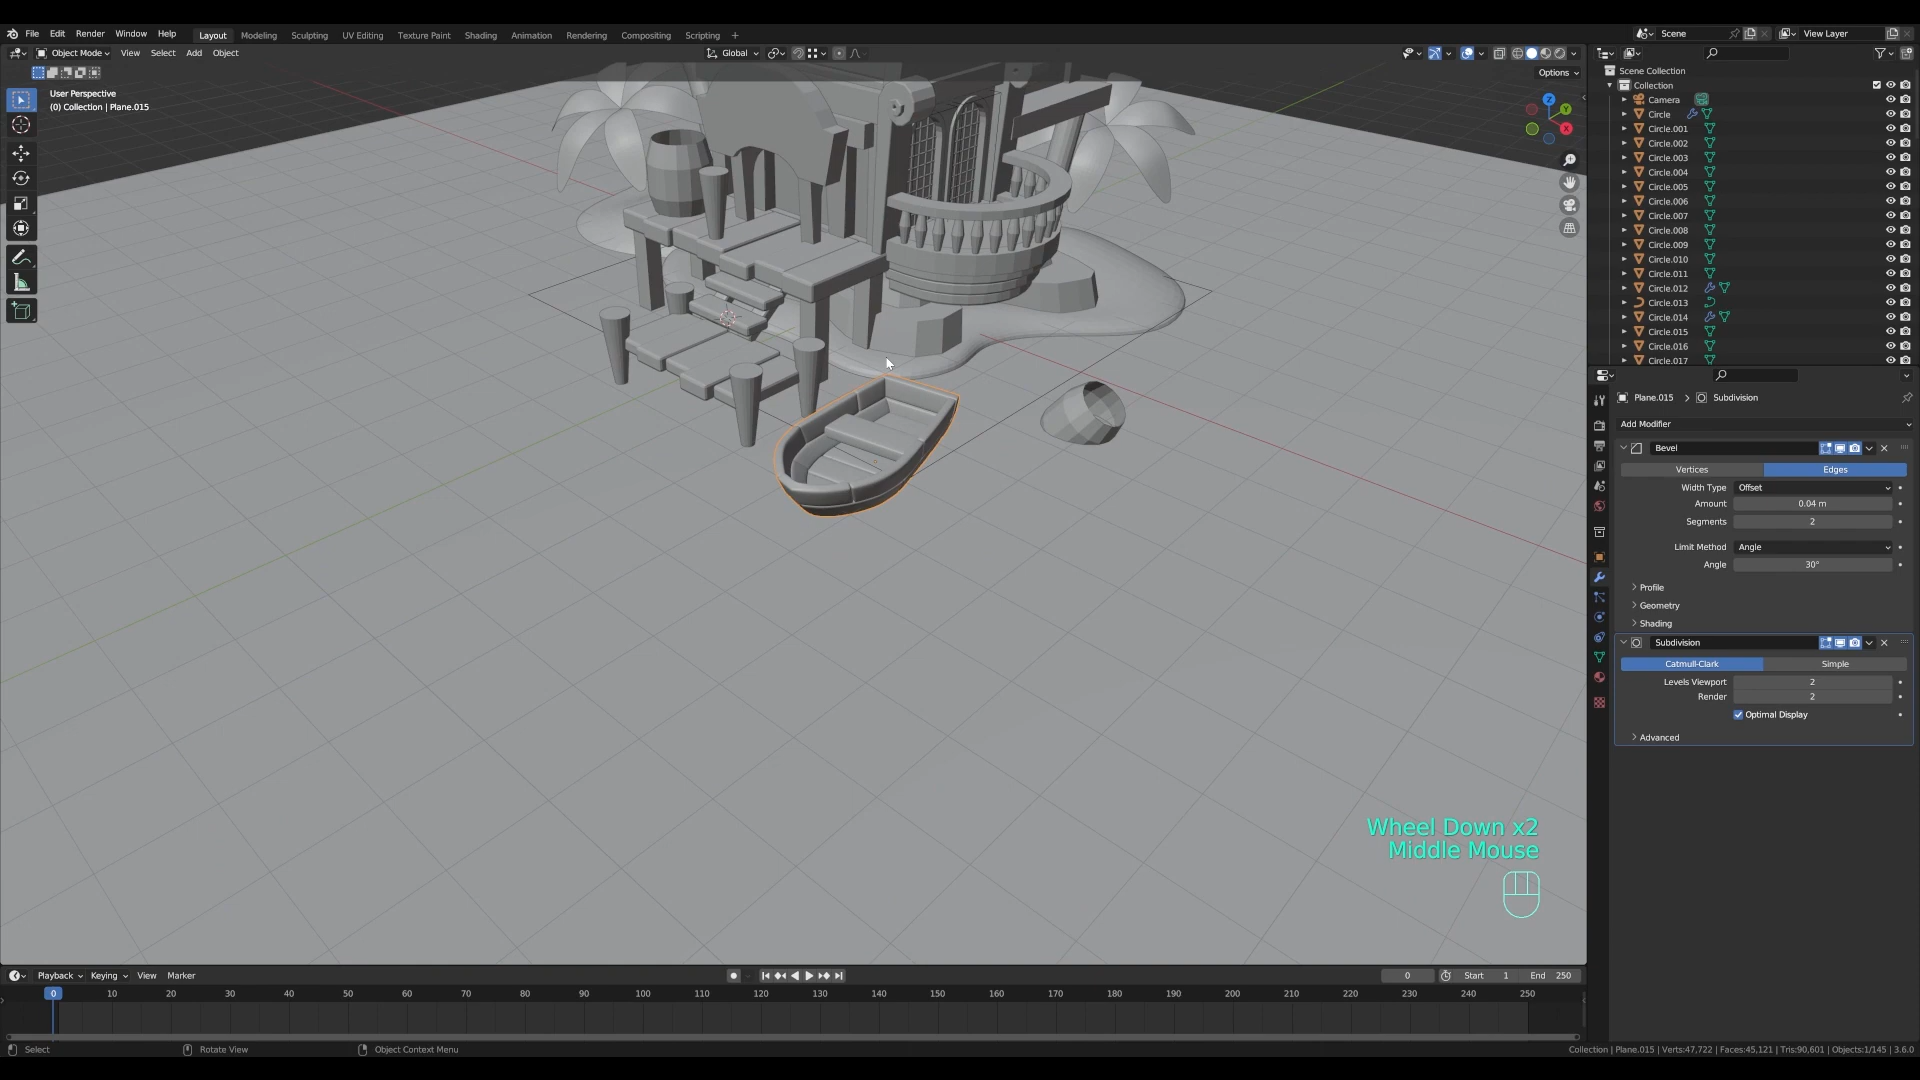 File Edit Render Window Help Layout Modeling Sculpting UV Editing Texture Paint Shading Animation Rendering Compositing Scripting + Scene View Layer
Object Mode View Select Add Object Global
Options
User Perspective
(0) Collection | Plane.015
Z
Y
X
Scene Collection
Collection
Camera
Circle
Circle.001
Circle.002
Circle.003
Circle.004
Circle.005
Circle.006
Circle.007
Circle.008
Circle.009
Circle.010
Circle.011
Circle.012
Circle.013
Circle.014
Circle.015
Circle.016
Circle.017
Plane.015 > Subdivision
Add Modifier
Bevel
Vertices Edges
Width Type Offset
Amount 0.04 m
Segments 2
Limit Method Angle
Angle 30°
Profile
Geometry
Shading
Subdivision
Catmull-Clark Simple
Levels Viewport 2
Render 2
Optimal Display
Advanced
Wheel Down x2
Middle Mouse
Playback Keying View Marker 0 Start 1 End 250
0 10 20 30 40 50 60 70 80 90 100 110 120 130 140 150 160 170 180 190 200 210 220 230 240 250
Select Rotate View Object Context Menu Collection | Plane.015 | Verts:47,722 | Faces:45,121 | Tris:90,601 | Objects:1/145 | 3.6.0